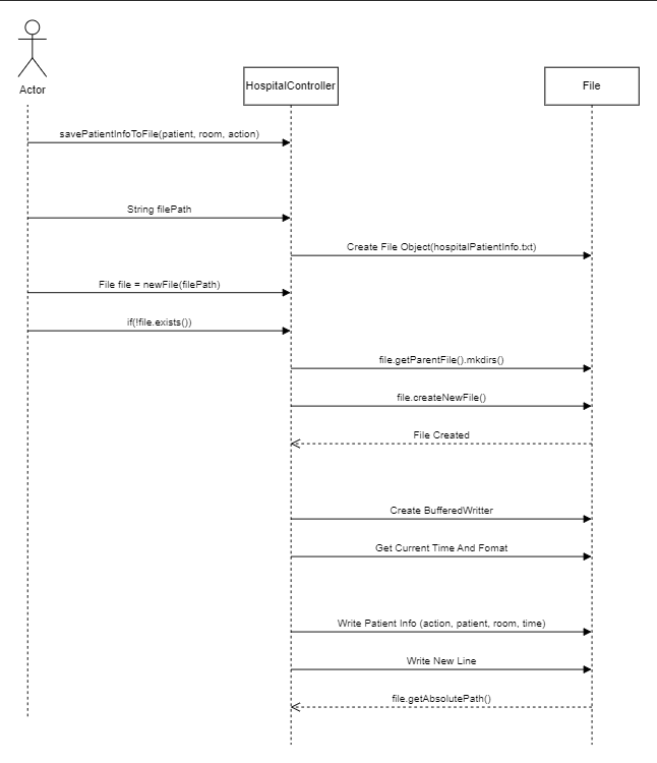 Actor
HospitalController
File
savePatientInfoToFile(patient, room, action)
String filePath
Create File Object(hospitalPatientInfo.txt)
File file = newFile(filePath)
if(!file.exists())
file.getParentFile().mkdirs()
file.createNewFile()
File Created
Create BufferedWritter
Get Current Time And Fomat
Write Patient Info (action, patient, room, time)
Write New Line
file.getAbsolutePath()